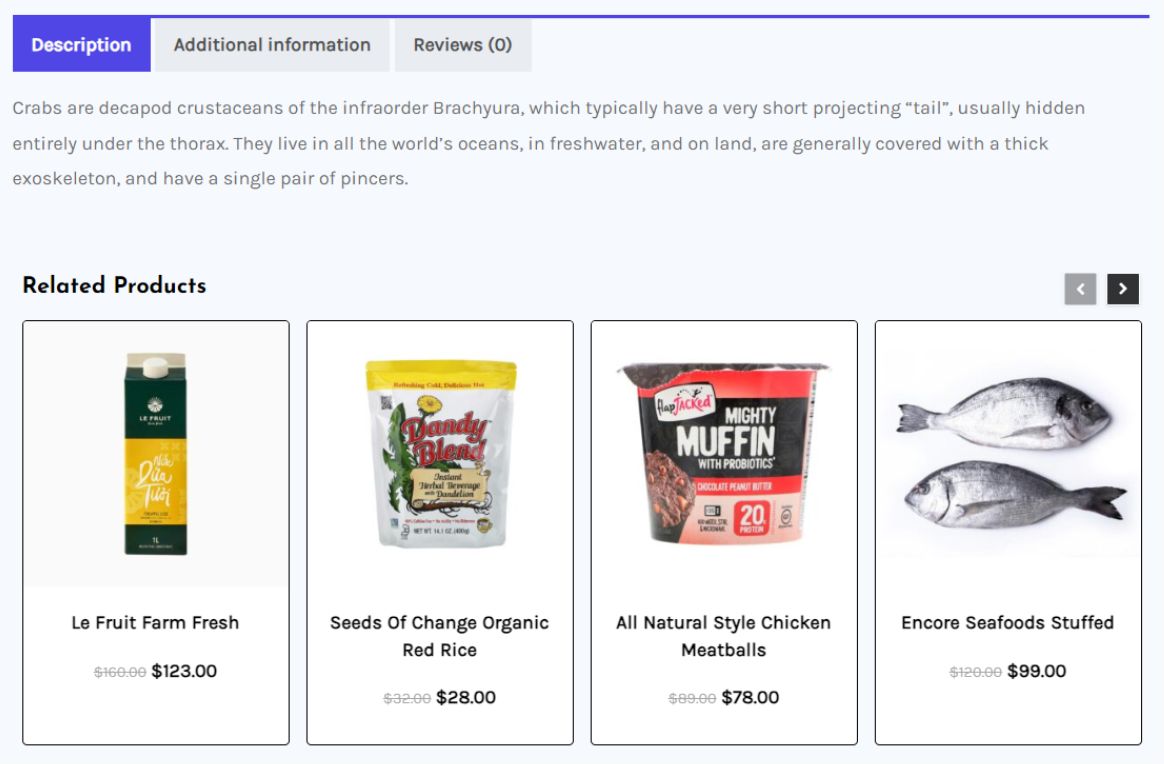 Description
Additional information
Reviews (0)
Crabs are decapod crustaceans of the infraorder Brachyura, which typically have a very short projecting “tail”, usually hidden
entirely under the thorax. They live in all the world’s oceans, in freshwater, and on land, are generally covered with a thick
exoskeleton, and have a single pair of pincers.
Related Products
LE FRUIT
Nước
Dứa
Tươi
1L
Refreshing Cold, Delicious Hot
Dandy
Blend
Instant
Herbal Beverage
with Dandelion
NET WT. 14.1 OZ. (400g)
flapJACKed
MIGHTY
MUFFIN
WITH PROBIOTICS
CHOCOLATE PEANUT BUTTER
20g
PROTEIN
Le Fruit Farm Fresh
$160.00 $123.00
Seeds Of Change Organic
Red Rice
$32.00 $28.00
All Natural Style Chicken
Meatballs
$89.00 $78.00
Encore Seafoods Stuffed
$120.00 $99.00